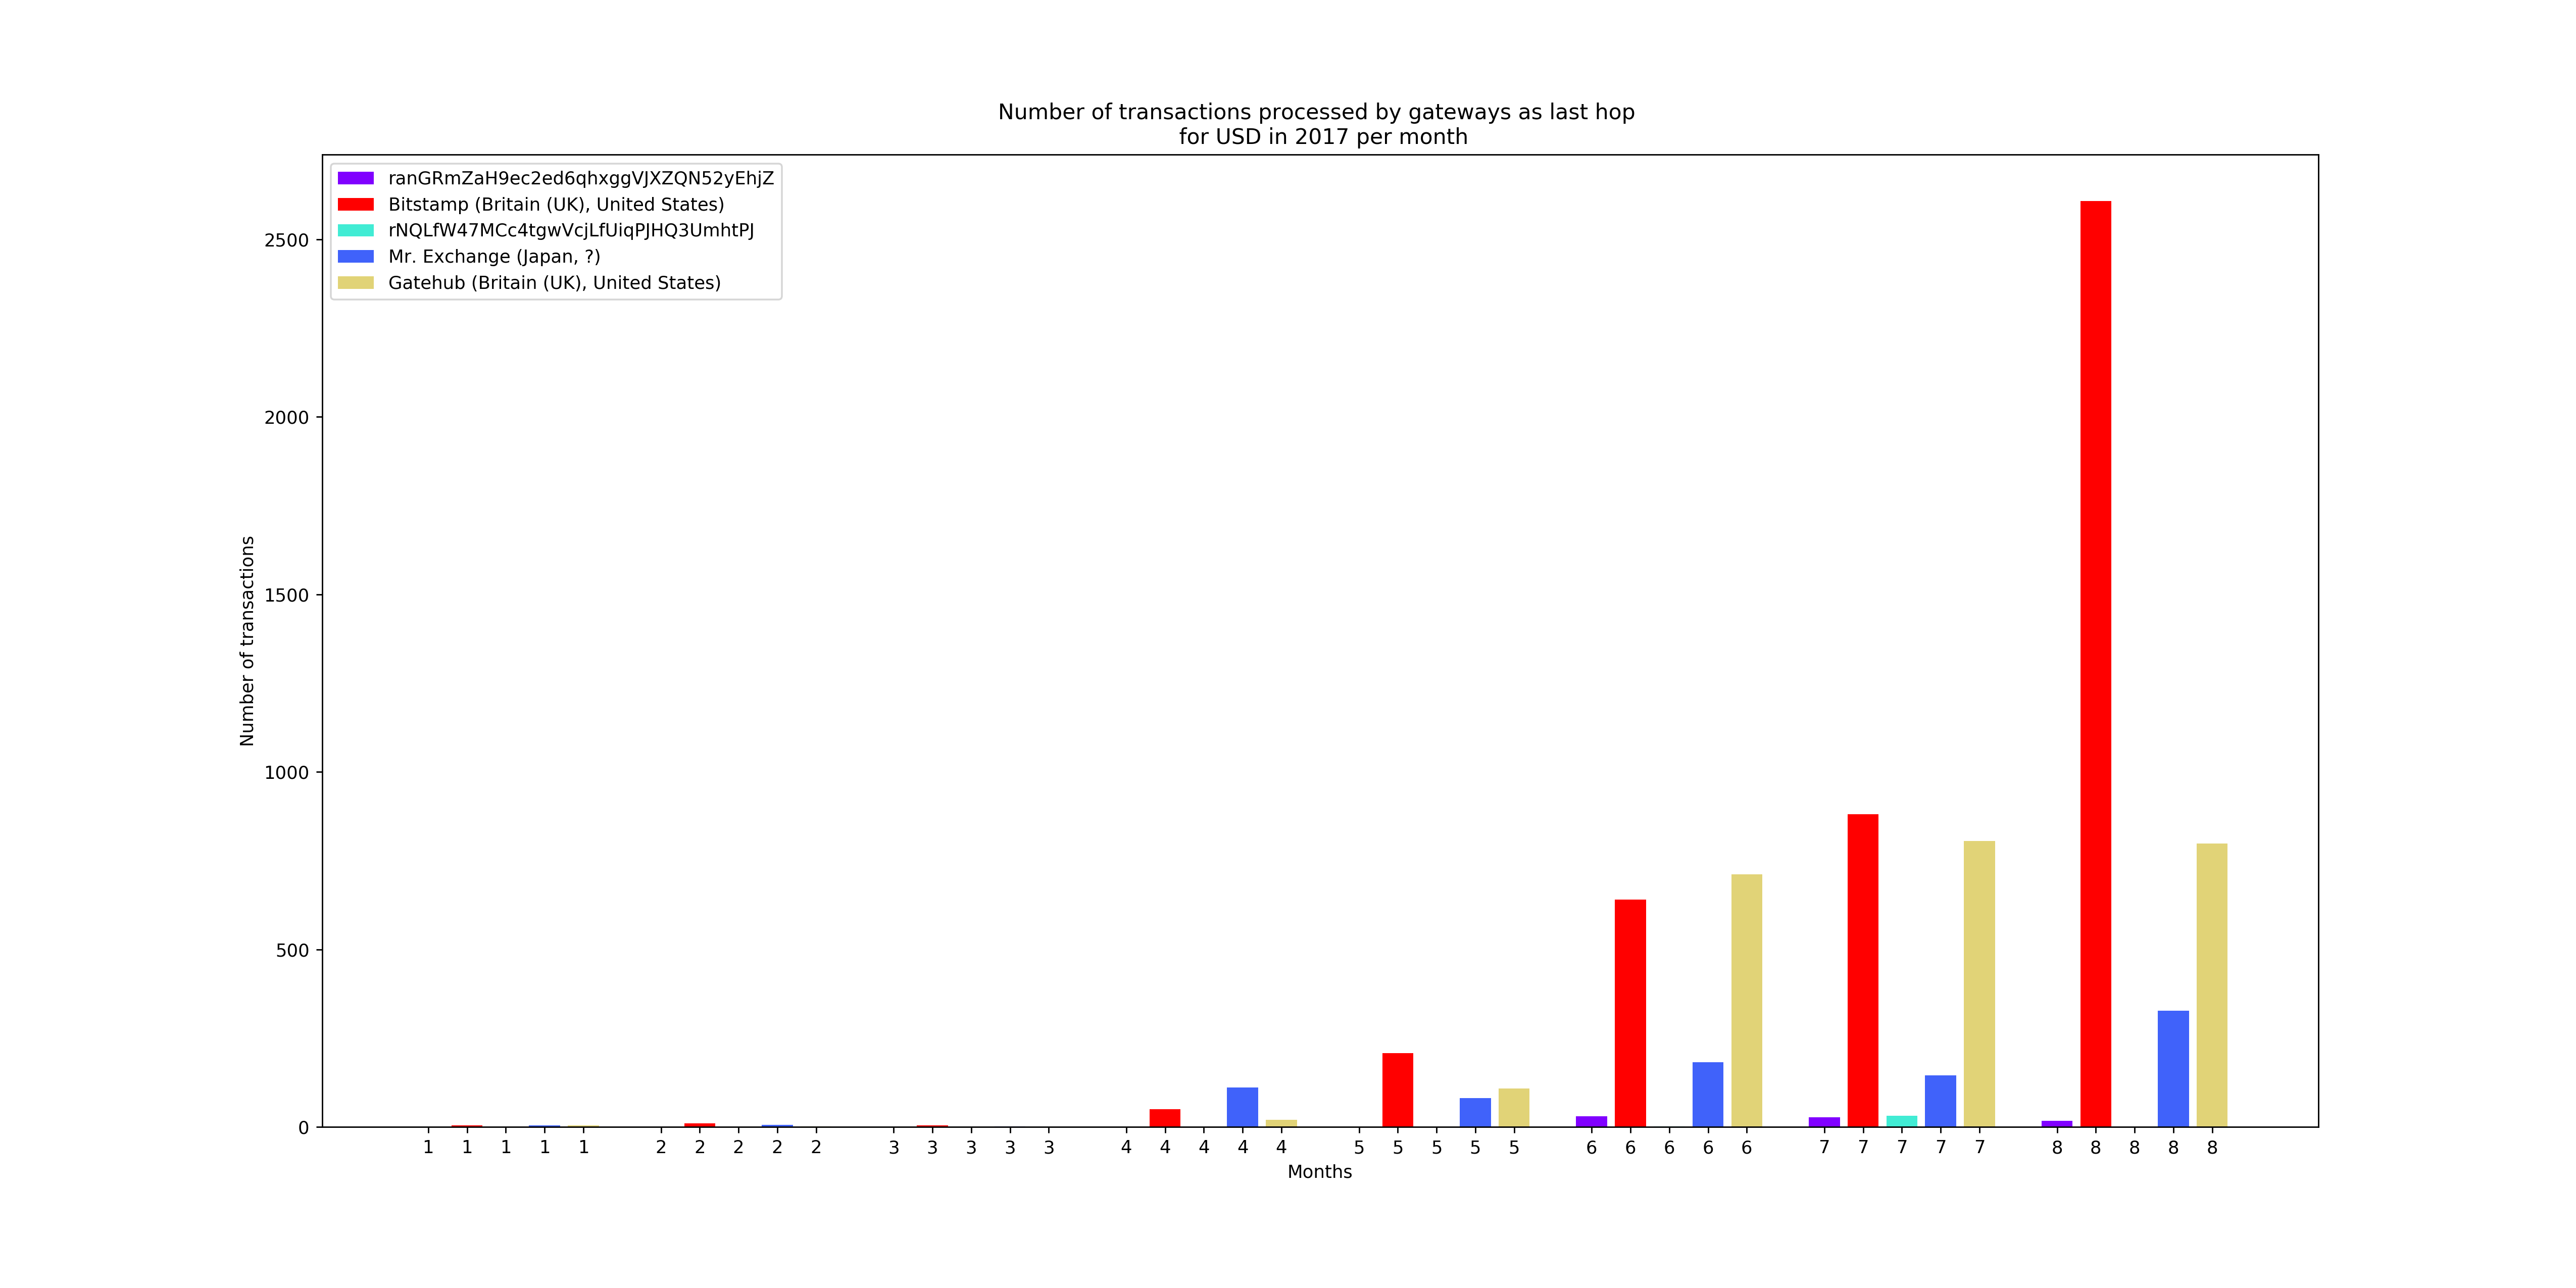 Number of transactions processed by gateways as last hop
for USD in 2017 per month
ranGRmZaH9ec2ed6qhxggVJXZQN52yEhjZ
Bitstamp (Britain (UK), United States)
rNQLfW47MCc4tgwVcjLfUiqPJHQ3UmhtPJ
Mr. Exchange (Japan, ?)
Gatehub (Britain (UK), United States)
2500
2000
1500
1000
500
0
Number of transactions
1 1 1 1 1 2 2 2 2 2 3 3 3 3 3 4 4 4 4 4 5 5 5 5 5 6 6 6 6 6 7 7 7 7 7 8 8 8 8 8
Months